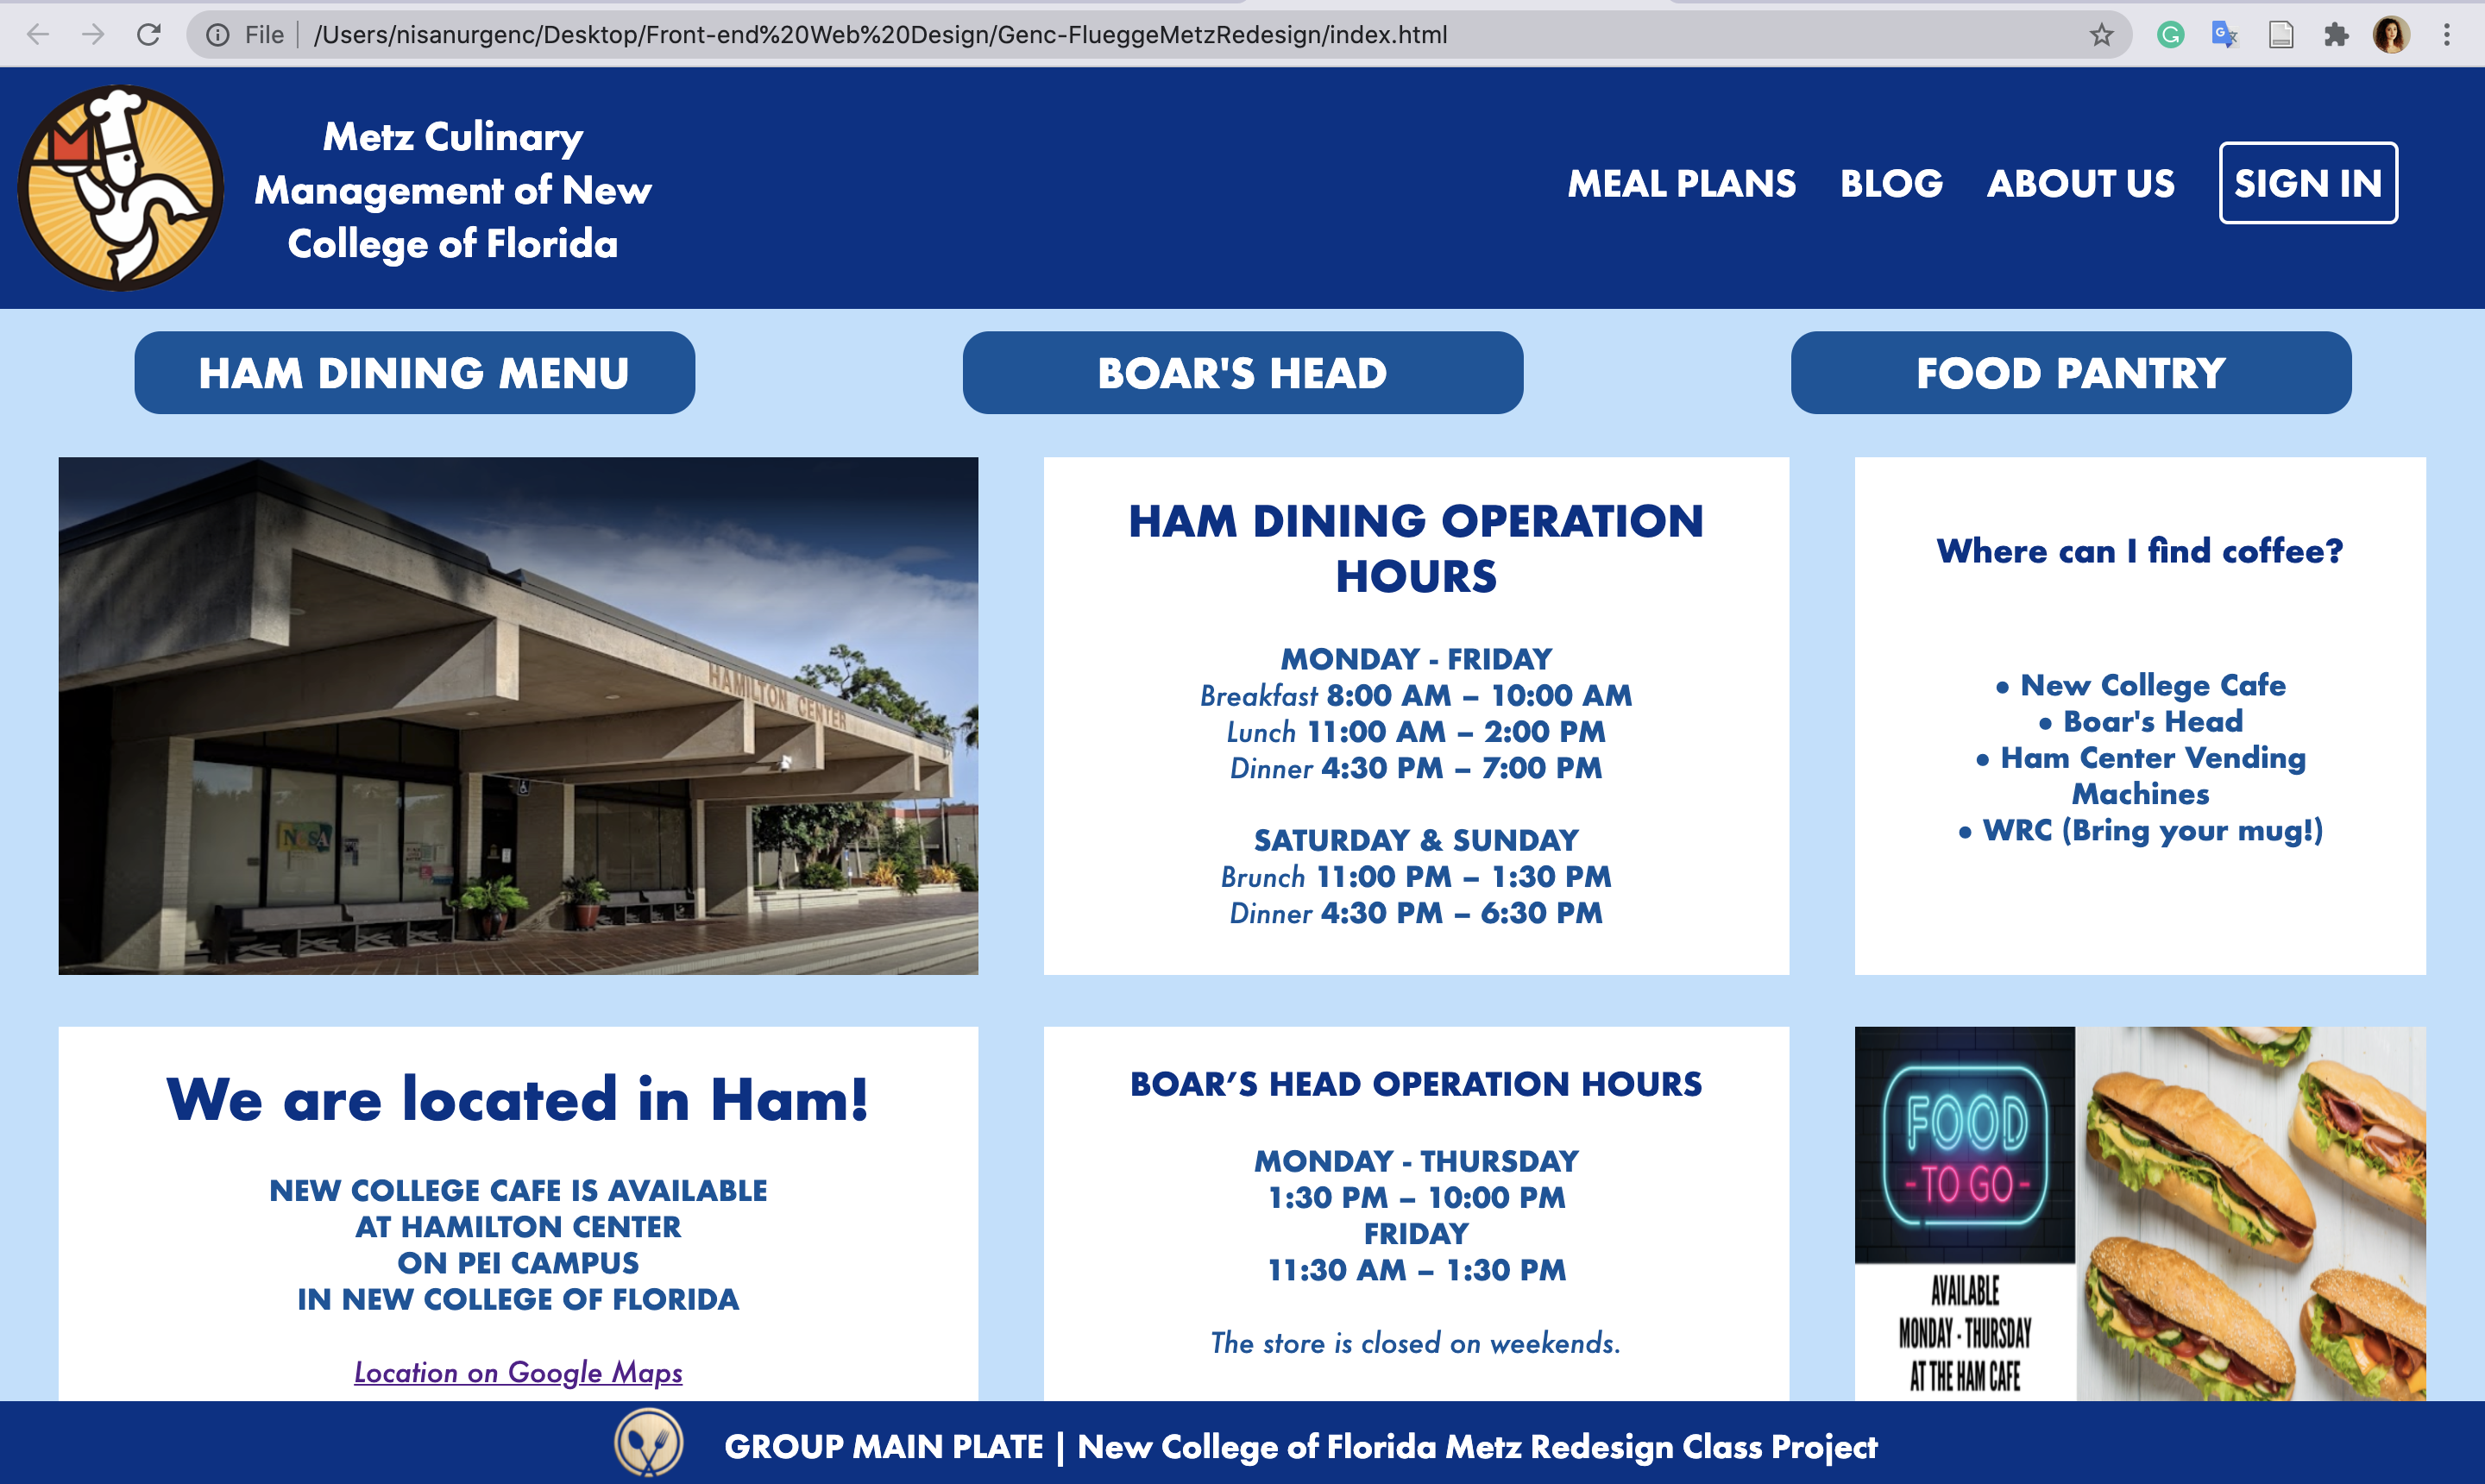 File
/Users/nisanurgenc/Desktop/Front-end%20Web%20Design/Genc-FlueggeMetzRedesign/index.html
M
Metz Culinary
Management of New
College of Florida
MEAL PLANS
BLOG
ABOUT US
SIGN IN
HAM DINING MENU
BOAR'S HEAD
FOOD PANTRY
HAMILTON CENTER
HAM DINING OPERATION
HOURS
MONDAY - FRIDAY
Breakfast 8:00 AM – 10:00 AM
Lunch 11:00 AM – 2:00 PM
Dinner 4:30 PM – 7:00 PM
SATURDAY & SUNDAY
Brunch 11:00 PM – 1:30 PM
Dinner 4:30 PM – 6:30 PM
Where can I find coffee?
• New College Cafe
• Boar's Head
• Ham Center Vending
Machines
• WRC (Bring your mug!)
We are located in Ham!
NEW COLLEGE CAFE IS AVAILABLE
AT HAMILTON CENTER
ON PEI CAMPUS
IN NEW COLLEGE OF FLORIDA
Location on Google Maps
BOAR’S HEAD OPERATION HOURS
MONDAY - THURSDAY
1:30 PM – 10:00 PM
FRIDAY
11:30 AM – 1:30 PM
The store is closed on weekends.
FOOD
-TO GO-
AVAILABLE
MONDAY - THURSDAY
AT THE HAM CAFE
GROUP MAIN PLATE | New College of Florida Metz Redesign Class Project